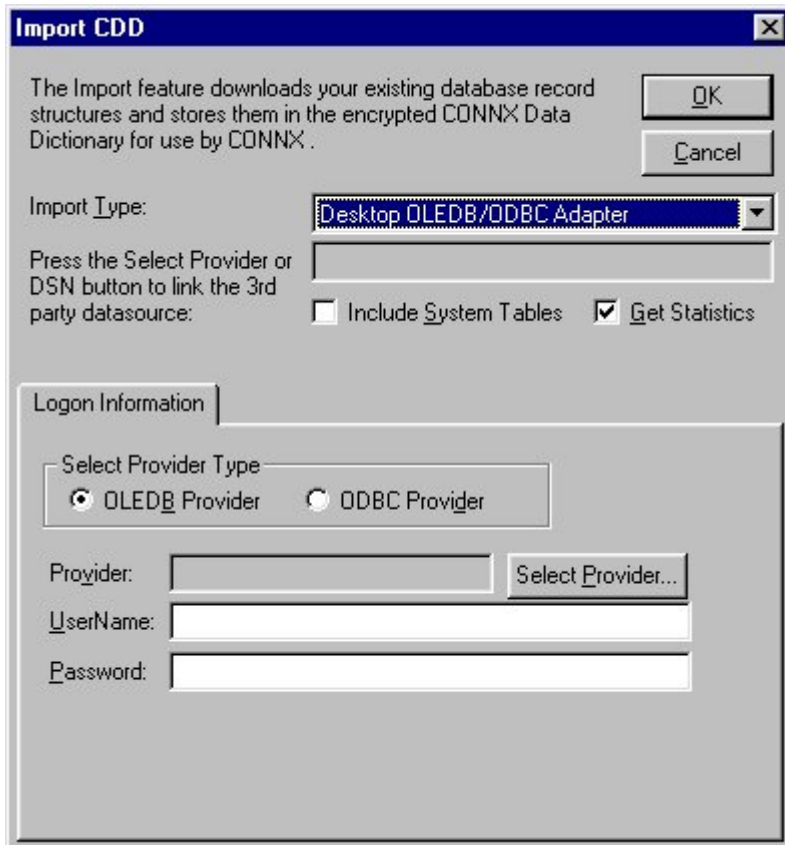 Import CDD
The Import feature downloads your existing database record
structures and stores them in the encrypted CONNX Data
Dictionary for use by CONNX .
OK
Cancel
Import Type:
Desktop OLEDB/ODBC Adapter
Press the Select Provider or
DSN button to link the 3rd
party datasource:
Include System Tables
Get Statistics
Logon Information
Select Provider Type
OLEDB Provider
ODBC Provider
Provider:
Select Provider...
UserName:
Password: